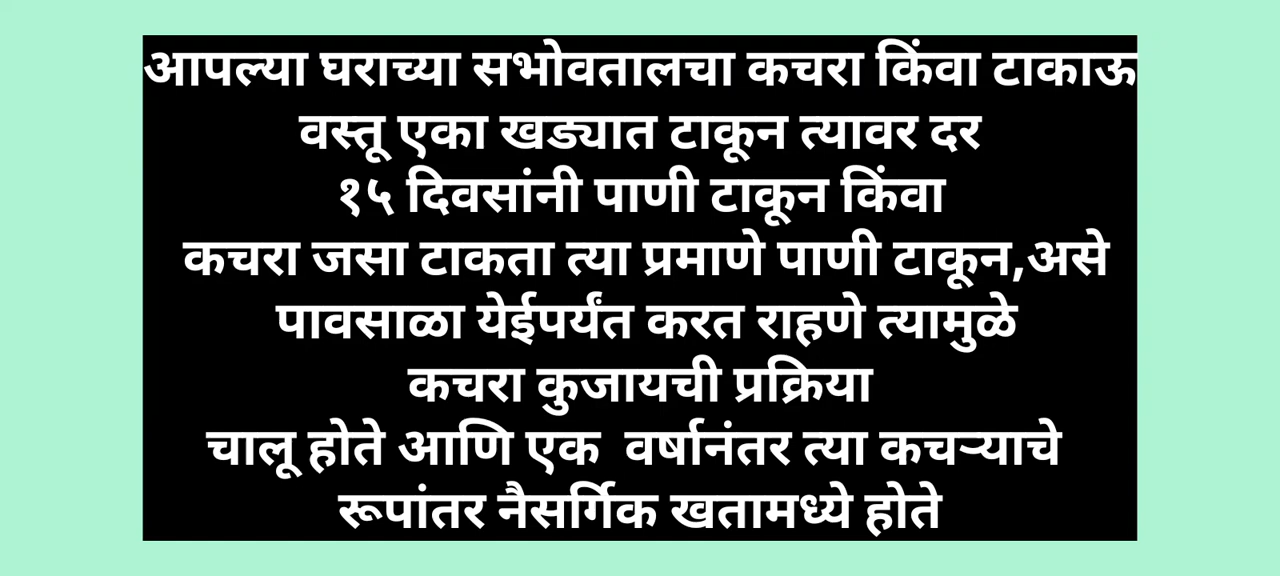 आपल्या घराच्या सभोवतालचा कचरा किंवा टाकाऊ
वस्तू एका खड्यात टाकून त्यावर दर
१५ दिवसांनी पाणी टाकून किंवा
कचरा जसा टाकता त्या प्रमाणे पाणी टाकून,असे
पावसाळा येईपर्यंत करत राहणे त्यामुळे
कचरा कुजायची प्रक्रिया
चालू होते आणि एक वर्षानंतर त्या कचऱ्याचे
रूपांतर नैसर्गिक खतामध्ये होते